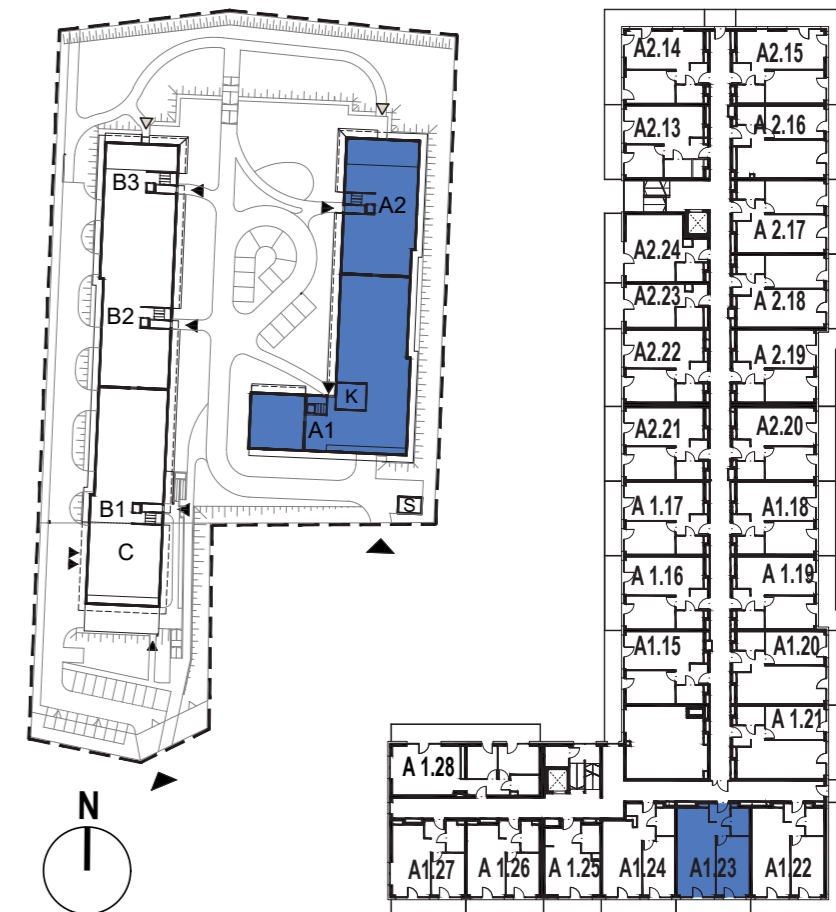 B3
A2
B2
K
A1
B1
S
C
N
A2.14
A2.15
A2.13
A 2.16
A 2.17
A2.24
A2.23
A 2.18
A2.22
A 2.19
A2.21
A2.20
A 1.17
A1.18
A 1.16
A 1.19
A1.15
A1.20
A 1.21
A 1.28
A1.27
A1.26
A1.25
A1.24
A1.23
A1.22